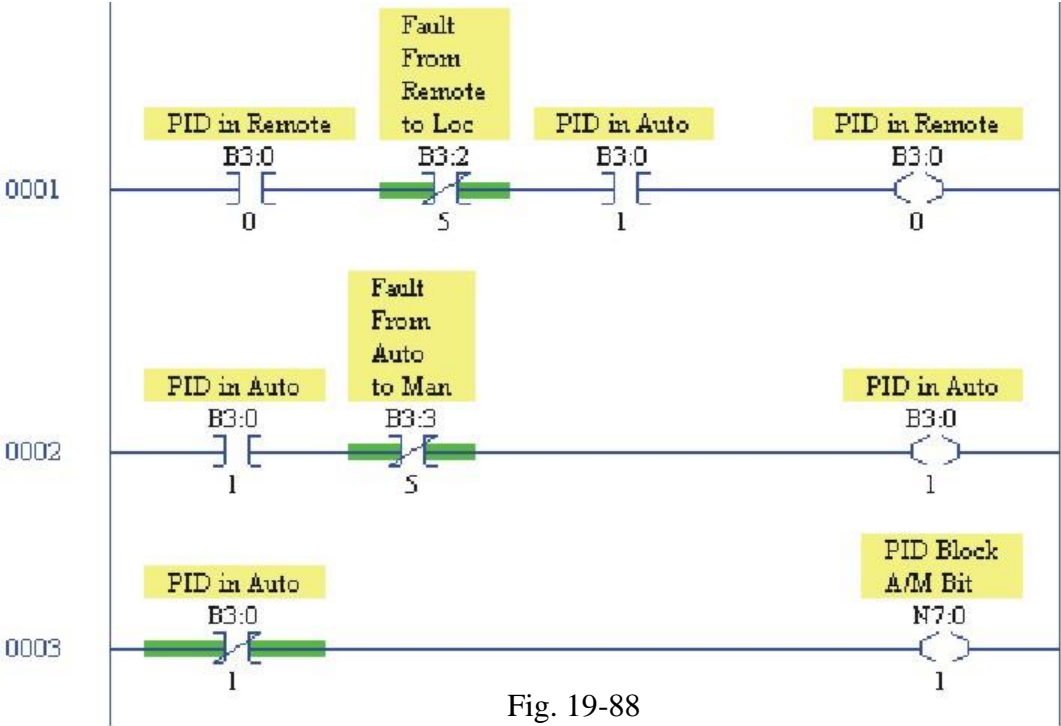 Fault
From
Remote
to Loc
PID in Remote
PID in Auto
PID in Remote
B3:0
B3:2
B3:0
B3:0
0001
0
5
1
0
Fault
From
Auto
to Man
PID in Auto
PID in Auto
B3:0
B3:3
B3:0
0002
1
5
1
PID Block
A/M Bit
PID in Auto
B3:0
N7:0
0003
1
1
Fig. 19-88